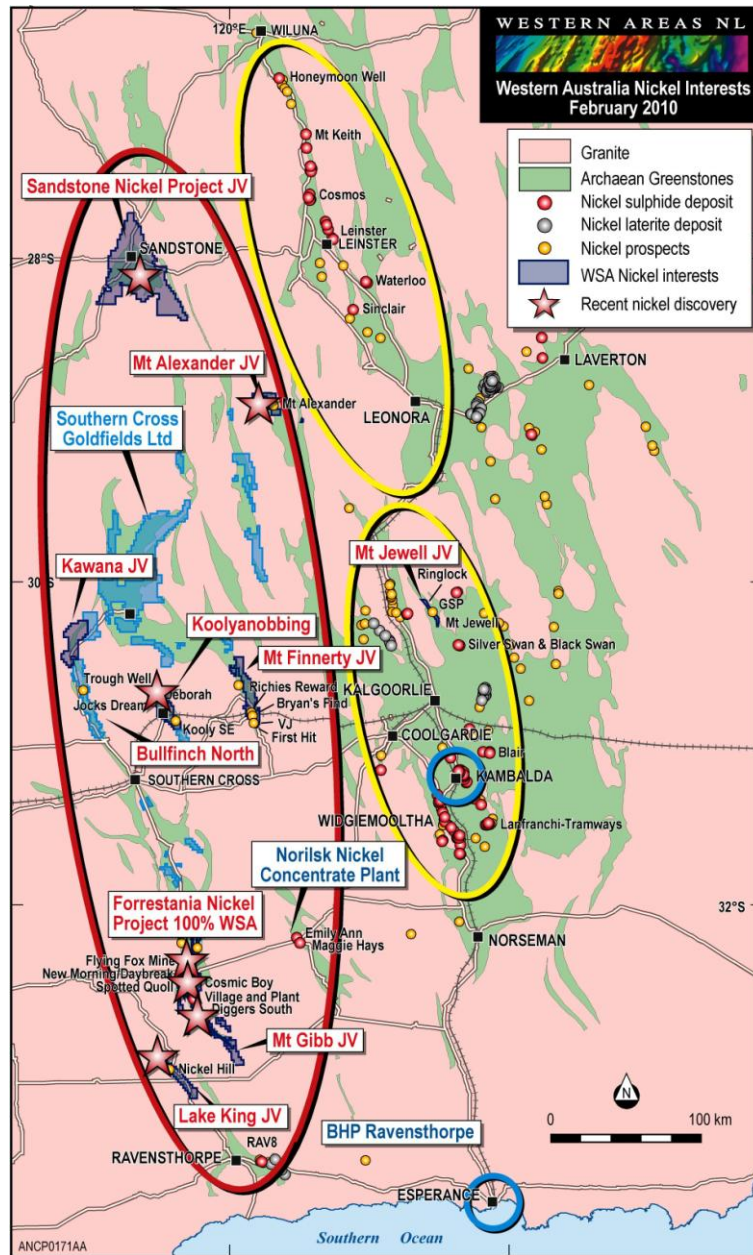 WESTERN AREAS NL
Western Australia Nickel Interests
February 2010
Granite
Archaean Greenstones
Nickel sulphide deposit
Nickel laterite deposit
Nickel prospects
WSA Nickel interests
Recent nickel discovery
120°E
WILUNA
Honeymoon Well
Mt Keith
Cosmos
Leinster
LEINSTER
Waterloo
Sinclair
LEONORA
LAVERTON
Sandstone Nickel Project JV
28°S
SANDSTONE
Mt Alexander JV
Mt Alexander
Southern Cross
Goldfields Ltd
30°S
Kawana JV
Koolyanobbing
Mt Finnerty JV
Trough Well
Deborah
Jocks Dream
Kooly SE
Richies Reward
Bryan's Find
VJ
First Hit
Bullfinch North
SOUTHERN CROSS
Mt Jewell JV
Ringlock
GSP
Mt Jewell
Silver Swan & Black Swan
KALGOORLIE
COOLGARDIE
Blair
KAMBALDA
WIDGIEMOOLTHA
Lanfranchi-Tramways
Norilsk Nickel
Concentrate Plant
32°S
Forrestania Nickel
Project 100% WSA
Emily Ann
Maggie Hays
NORSEMAN
Flying Fox Mine
New Morning/Daybreak
Spotted Quoll
Cosmic Boy
Village and Plant
Diggers South
Mt Gibb JV
Nickel Hill
Lake King JV
RAV8
RAVENSTHORPE
BHP Ravensthorpe
N
0
100 km
ESPERANCE
Southern Ocean
ANCP0171AA